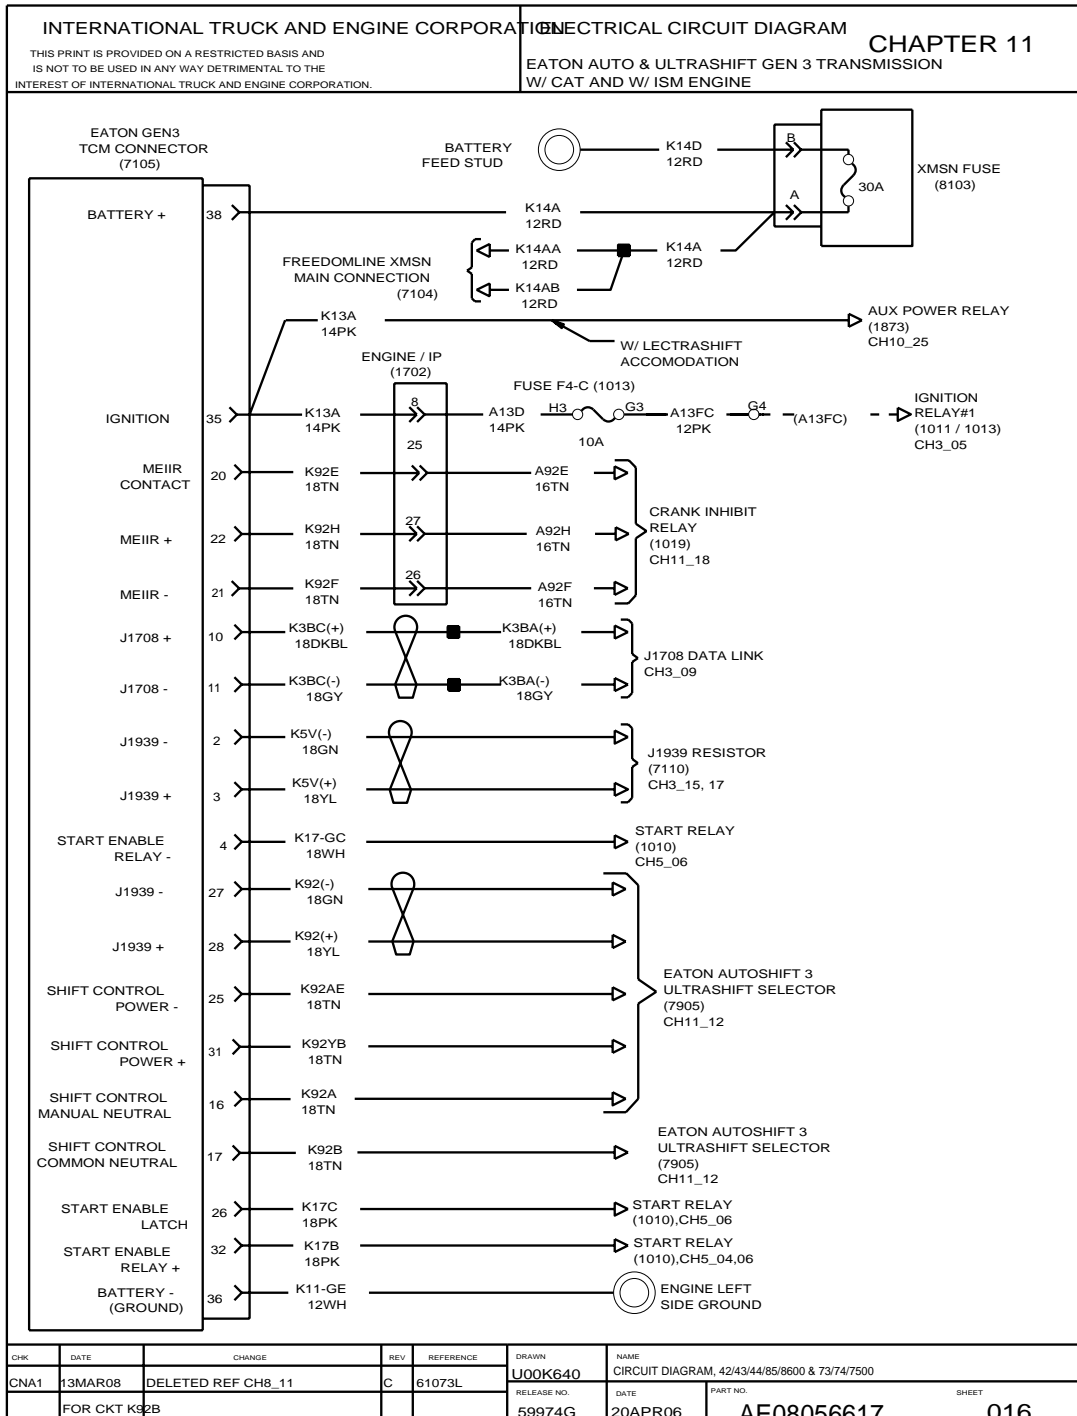 INTERNATIONAL TRUCK AND ENGINE CORPORATION
THIS PRINT IS PROVIDED ON A RESTRICTED BASIS AND
IS NOT TO BE USED IN ANY WAY DETRIMENTAL TO THE
INTEREST OF INTERNATIONAL TRUCK AND ENGINE CORPORATION.
ELECTRICAL CIRCUIT DIAGRAM
CHAPTER 11
EATON AUTO & ULTRASHIFT GEN 3 TRANSMISSION
W/ CAT AND W/ ISM ENGINE
EATON GEN3
TCM CONNECTOR
(7105)
BATTERY
FEED STUD
K14D
12RD
B
A
30A
XMSN FUSE
(8103)
BATTERY +
38
K14A
12RD
FREEDOMLINE XMSN
MAIN CONNECTION
(7104)
K14AA
12RD
K14AB
12RD
K14A
12RD
K13A
14PK
W/ LECTRASHIFT
ACCOMODATION
AUX POWER RELAY
(1873)
CH10_25
ENGINE / IP
(1702)
FUSE F4-C (1013)
IGNITION
35
K13A
14PK
8
A13D
14PK
H3
10A
G3
A13FC
12PK
G4
(A13FC)
IGNITION
RELAY#1
(1011 / 1013)
CH3_05
MEIIR
CONTACT
20
K92E
18TN
25
A92E
16TN
MEIIR +
22
K92H
18TN
27
A92H
16TN
MEIIR -
21
K92F
18TN
26
A92F
16TN
CRANK INHIBIT
RELAY
(1019)
CH11_18
J1708 +
10
K3BC(+)
18DKBL
K3BA(+)
18DKBL
J1708 -
11
K3BC(-)
18GY
K3BA(-)
18GY
J1708 DATA LINK
CH3_09
J1939 -
2
K5V(-)
18GN
J1939 +
3
K5V(+)
18YL
J1939 RESISTOR
(7110)
CH3_15, 17
START ENABLE
RELAY -
4
K17-GC
18WH
START RELAY
(1010)
CH5_06
J1939 -
27
K92(-)
18GN
J1939 +
28
K92(+)
18YL
SHIFT CONTROL
POWER -
25
K92AE
18TN
SHIFT CONTROL
POWER +
31
K92YB
18TN
SHIFT CONTROL
MANUAL NEUTRAL
16
K92A
18TN
EATON AUTOSHIFT 3
ULTRASHIFT SELECTOR
(7905)
CH11_12
SHIFT CONTROL
COMMON NEUTRAL
17
K92B
18TN
EATON AUTOSHIFT 3
ULTRASHIFT SELECTOR
(7905)
CH11_12
START ENABLE
LATCH
26
K17C
18PK
START RELAY
(1010),CH5_06
START ENABLE
RELAY +
32
K17B
18PK
START RELAY
(1010),CH5_04,06
BATTERY -
(GROUND)
36
K11-GE
12WH
ENGINE LEFT
SIDE GROUND
CHK DATE CHANGE REV REFERENCE
CNA1 13MAR08 DELETED REF CH8_11 C 61073L
FOR CKT K92B
DRAWN
U00K640
NAME
CIRCUIT DIAGRAM, 42/43/44/85/8600 & 73/74/7500
RELEASE NO.
59974G
DATE
20APR06
PART NO.
AE08056617
SHEET
016